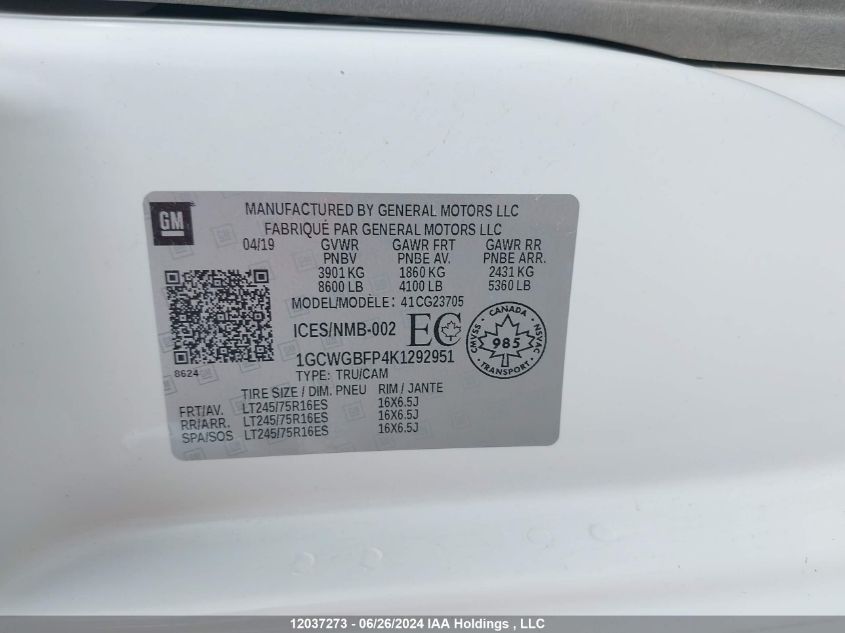 GM
MANUFACTURED BY GENERAL MOTORS LLC
FABRIQUÉ PAR GENERAL MOTORS LLC
04/19 GVWR GAWR FRT GAWR RR
PNBV PNBE AV. PNBE ARR.
3901 KG 1860 KG 2431 KG
8600 LB 4100 LB 5360 LB
MODEL/MODÈLE: 41CG23705
ICES/NMB-002 EC
CANADA
CMVSS 985 NSVAC
TRANSPORT
8624
1GCWGBFP4K1292951
TYPE: TRU/CAM
TIRE SIZE / DIM. PNEU RIM / JANTE
FRT/AV. LT245/75R16ES 16X6.5J
RR/ARR. LT245/75R16ES 16X6.5J
SPA/SOS LT245/75R16ES 16X6.5J
12037273 - 06/26/2024 IAA Holdings , LLC